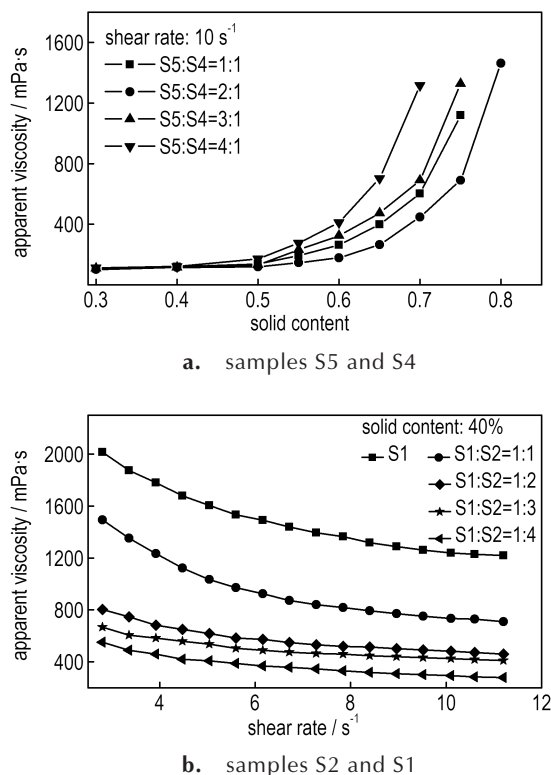 1600
1200
800
400
apparent viscosity / mPa·s
shear rate: 10 s⁻¹
S5:S4=1:1
S5:S4=2:1
S5:S4=3:1
S5:S4=4:1
0.3 0.4 0.5 0.6 0.7 0.8
solid content
a. samples S5 and S4
2000
1600
1200
800
400
apparent viscosity / mPa·s
solid content: 40%
S1 S1:S2=1:1
S1:S2=1:2
S1:S2=1:3
S1:S2=1:4
4 6 8 10 12
shear rate / s⁻¹
b. samples S2 and S1